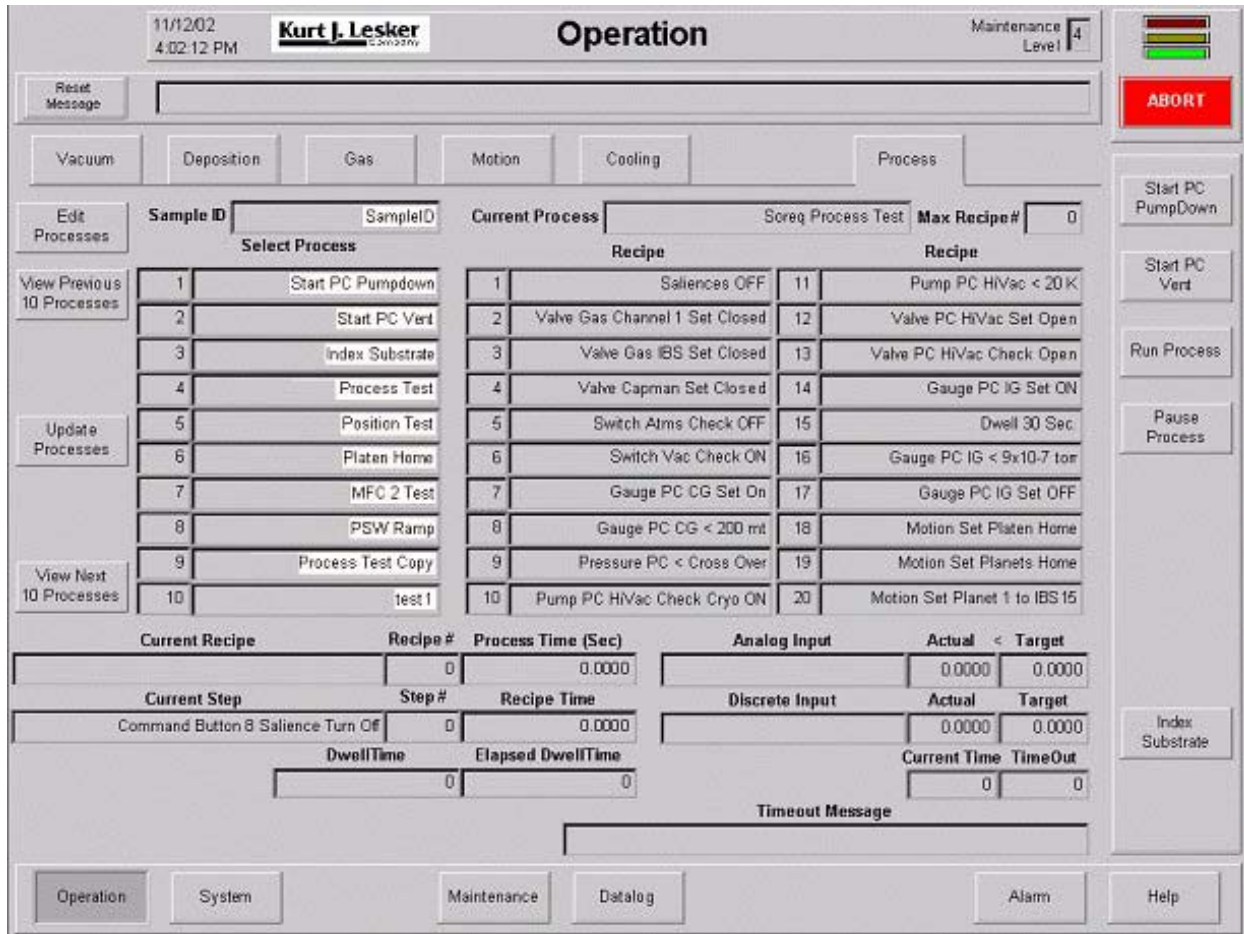 11/12/02
4:02:12 PM
Kurt J. Lesker
Company
Operation
Maintenance
Level
4
Reset
Message
ABORT
Vacuum
Deposition
Gas
Motion
Cooling
Process
Start PC
PumpDown
Edit
Processes
Sample ID
SampleID
Current Process
Soreq Process Test
Max Recipe#
0
Select Process
Recipe
Recipe
View Previous
10 Processes
1 Start PC Pumpdown 1 Saliences OFF 11 Pump PC HiVac < 20 K
Start PC
Vent
2 Start PC Vent 2 Valve Gas Channel 1 Set Closed 12 Valve PC HiVac Set Open
3 Index Substrate 3 Valve Gas IBS Set Closed 13 Valve PC HiVac Check Open
Run Process
4 Process Test 4 Valve Capman Set Closed 14 Gauge PC IG Set ON
Update
Processes
5 Position Test 5 Switch Atms Check OFF 15 Dwell 30 Sec.
Pause
Process
6 Platen Home 6 Switch Vac Check ON 16 Gauge PC IG < 9x10-7 torr
7 MFC 2 Test 7 Gauge PC CG Set On 17 Gauge PC IG Set OFF
8 PSW Ramp 8 Gauge PC CG < 200 mt 18 Motion Set Platen Home
View Next
10 Processes
9 Process Test Copy 9 Pressure PC < Cross Over 19 Motion Set Planets Home
10 test1 10 Pump PC HiVac Check Cryo ON 20 Motion Set Planet 1 to IBS15
Current Recipe Recipe # Process Time (Sec) Analog Input Actual < Target
0 0.0000 0.0000 0.0000
Current Step Step # Recipe Time Discrete Input Actual Target
Command Button 8 Salience Turn Off 0 0.0000 0.0000 0.0000
Index
Substrate
DwellTime Elapsed DwellTime Current Time TimeOut
0 0 0 0
Timeout Message
Operation
System
Maintenance
Datalog
Alarm
Help